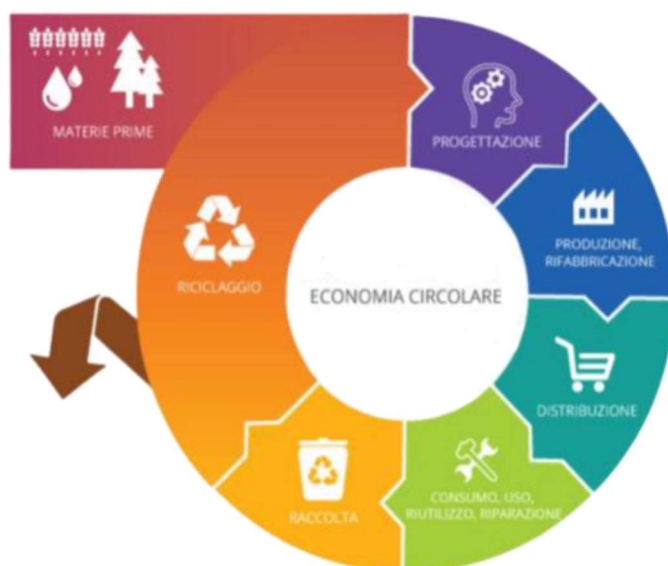 MATERIE PRIME
PROGETTAZIONE
PRODUZIONE,
RIFABBRICAZIONE
RICICLAGGIO
ECONOMIA CIRCOLARE
DISTRIBUZIONE
CONSUMO, USO,
RIUTILIZZO, RIPARAZIONE
RACCOLTA